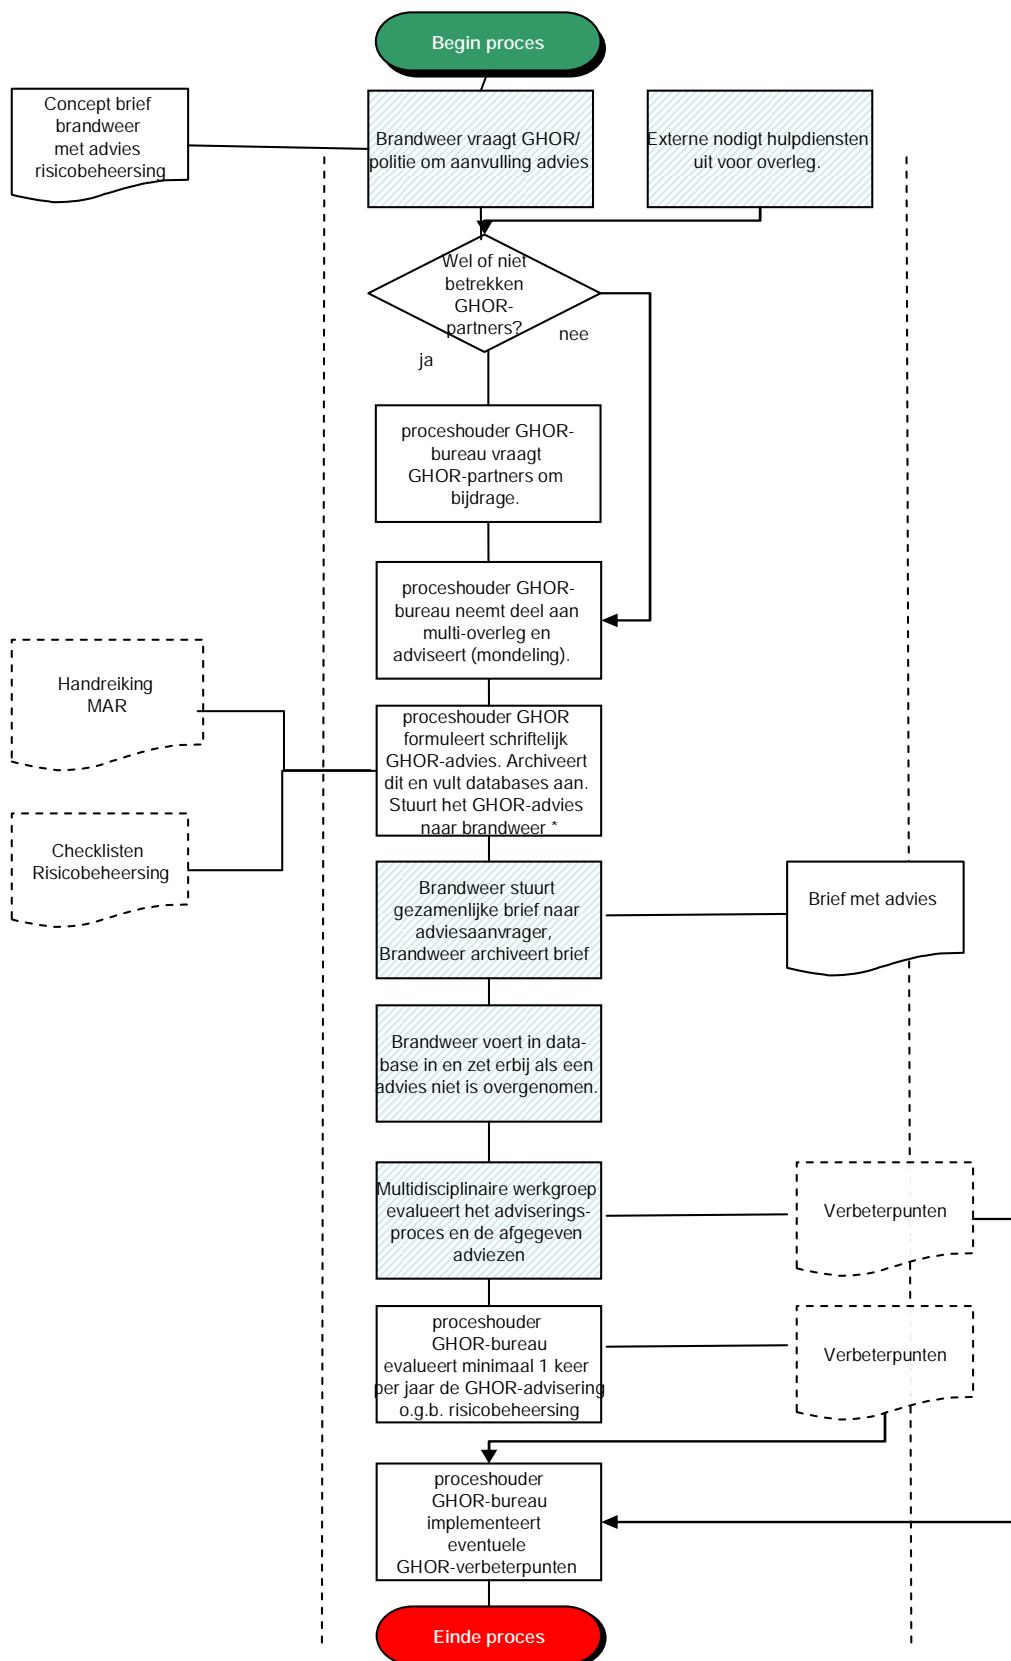 Begin proces
Concept brief
brandweer
met advies
risicobeheersing
Brandweer vraagt GHOR/
politie om aanvulling advies
Externe nodigt hulpdiensten
uit voor overleg.
Wel of niet
betrekken
GHOR-
partners?
nee
ja
proceshouder GHOR-
bureau vraagt
GHOR-partners om
bijdrage.
proceshouder GHOR-
bureau neemt deel aan
multi-overleg en
adviseert (mondeling).
Handreiking
MAR
proceshouder GHOR
formuleert schriftelijk
GHOR-advies. Archiveert
dit en vult databases aan.
Stuurt het GHOR-advies
naar brandweer *
Checklisten
Risicobeheersing
Brandweer stuurt
gezamenlijke brief naar
adviesaanvrager,
Brandweer archiveert brief
Brief met advies
Brandweer voert in data-
base in en zet erbij als een
advies niet is overgenomen.
Multidisciplinaire werkgroep
evalueert het adviserings-
proces en de afgegeven
adviezen
Verbeterpunten
proceshouder
GHOR-bureau
evalueert minimaal 1 keer
per jaar de GHOR-advisering
o.g.b. risicobeheersing
Verbeterpunten
proceshouder
GHOR-bureau
implementeert
eventuele
GHOR-verbeterpunten
Einde proces